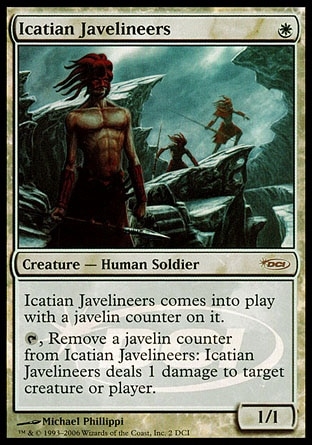 Icatian Javelineers
Creature — Human Soldier
DCI
Icatian Javelineers comes into play
with a javelin counter on it.
, Remove a javelin counter
from Icatian Javelineers: Icatian
Javelineers deals 1 damage to target
creature or player.
DCI
Michael Phillippi
1/1
™ & © 1993-2006 Wizards of the Coast, Inc. 2 DCI